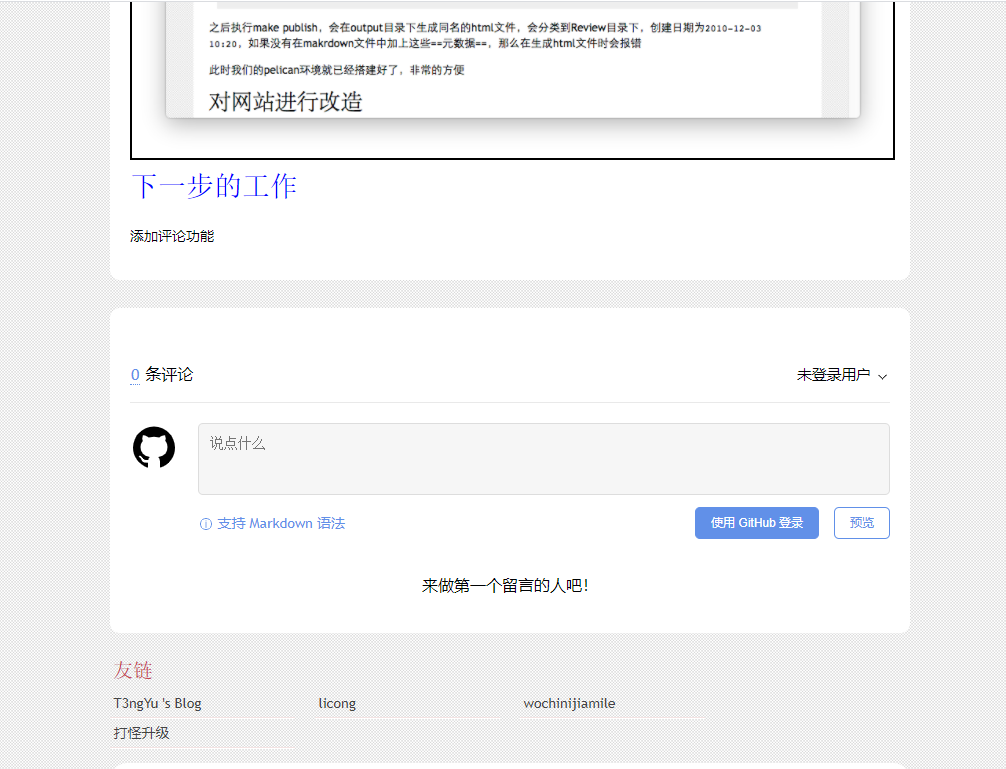 之后执行make publish，会在output目录下生成同名的html文件，会分类到Review目录下，创建日期为2010-12-03
10:20，如果没有在makrdown文件中加上这些==元数据==，那么在生成html文件时会报错
此时我们的pelican环境就已经搭建好了，非常的方便
对网站进行改造
下一步的工作
添加评论功能
0 条评论
未登录用户
说点什么
支持 Markdown 语法
使用 GitHub 登录
预览
来做第一个留言的人吧！
友链
T3ngYu 's Blog
licong
wochinijiamile
打怪升级